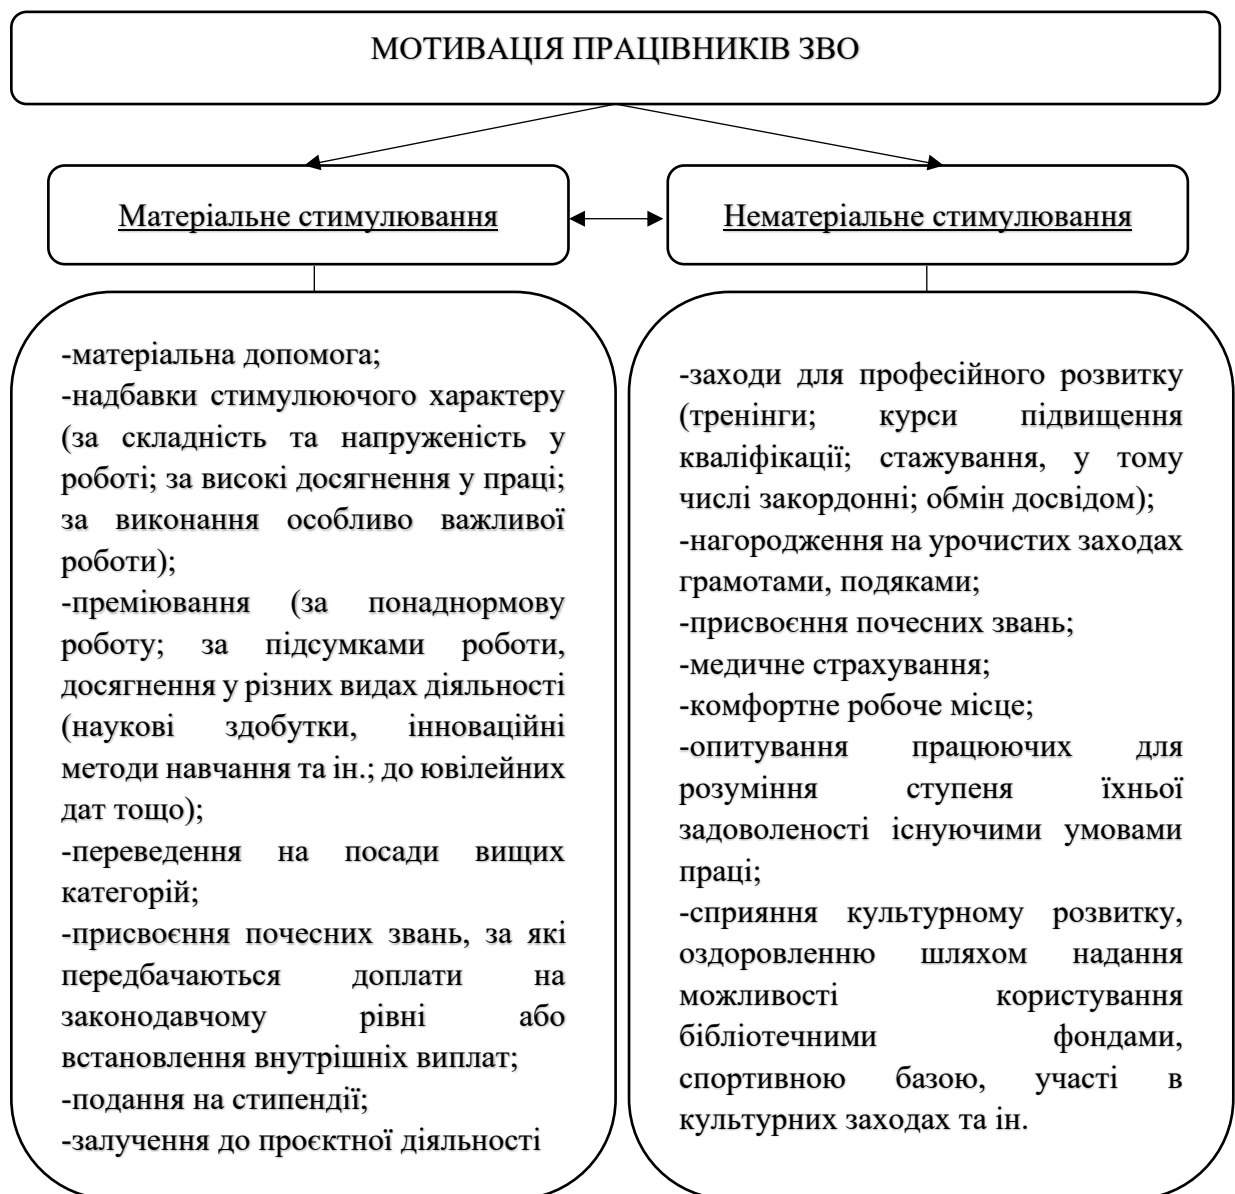 МОТИВАЦІЯ ПРАЦІВНИКІВ ЗВО
Матеріальне стимулювання
Нематеріальне стимулювання
-матеріальна допомога;
-надбавки стимулюючого характеру
(за складність та напруженість у
роботі; за високі досягнення у праці;
за виконання особливо важливої
роботи);
-преміювання (за понаднормову
роботу; за підсумками роботи,
досягнення у різних видах діяльності
(наукові здобутки, інноваційні
методи навчання та ін.; до ювілейних
дат тощо);
-переведення на посади вищих
категорій;
-присвоєння почесних звань, за які
передбачаються доплати на
законодавчому рівні або
встановлення внутрішніх виплат;
-подання на стипендії;
-залучення до проєктної діяльності
-заходи для професійного розвитку
(тренінги; курси підвищення
кваліфікації; стажування, у тому
числі закордонні; обмін досвідом);
-нагородження на урочистих заходах
грамотами, подяками;
-присвоєння почесних звань;
-медичне страхування;
-комфортне робоче місце;
-опитування працюючих для
розуміння ступеня їхньої
задоволеності існуючими умовами
праці;
-сприяння культурному розвитку,
оздоровленню шляхом надання
можливості користування
бібліотечними фондами,
спортивною базою, участі в
культурних заходах та ін.